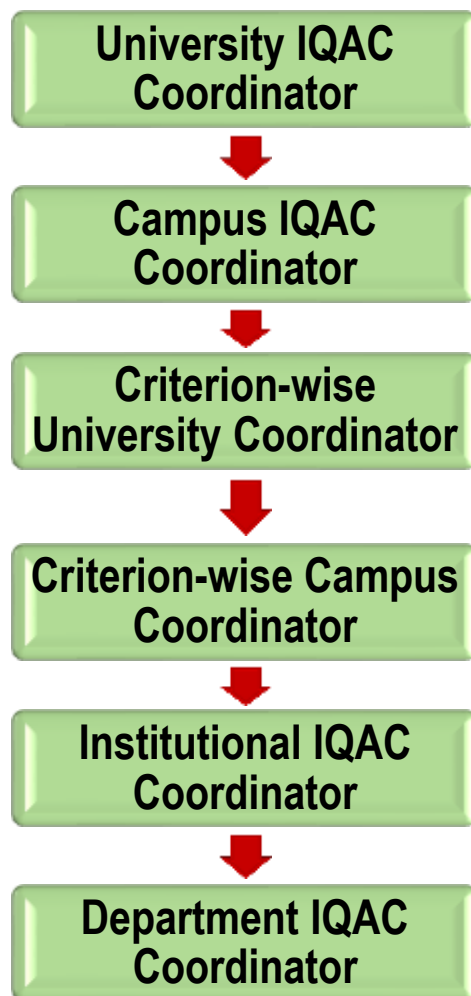 University IQAC
Coordinator
Campus IQAC
Coordinator
Criterion-wise
University Coordinator
Criterion-wise Campus
Coordinator
Institutional IQAC
Coordinator
Department IQAC
Coordinator